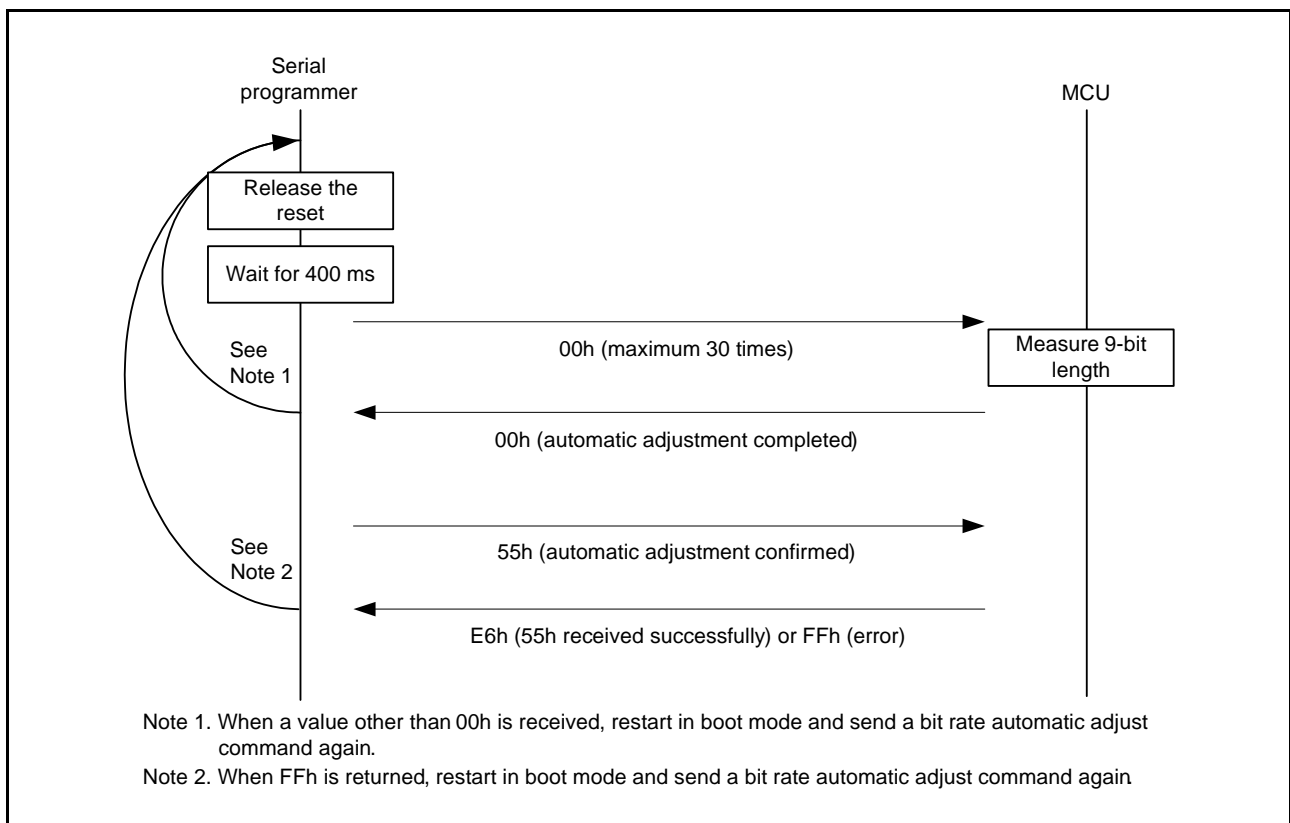 Serial
programmer
MCU
Release the
reset
Wait for 400 ms
00h (maximum 30 times)
Measure 9-bit
length
See
Note 1
00h (automatic adjustment completed)
55h (automatic adjustment confirmed)
See
Note 2
E6h (55h received successfully) or FFh (error)
Note 1. When a value other than 00h is received, restart in boot mode and send a bit rate automatic adjust
command again.
Note 2. When FFh is returned, restart in boot mode and send a bit rate automatic adjust command again